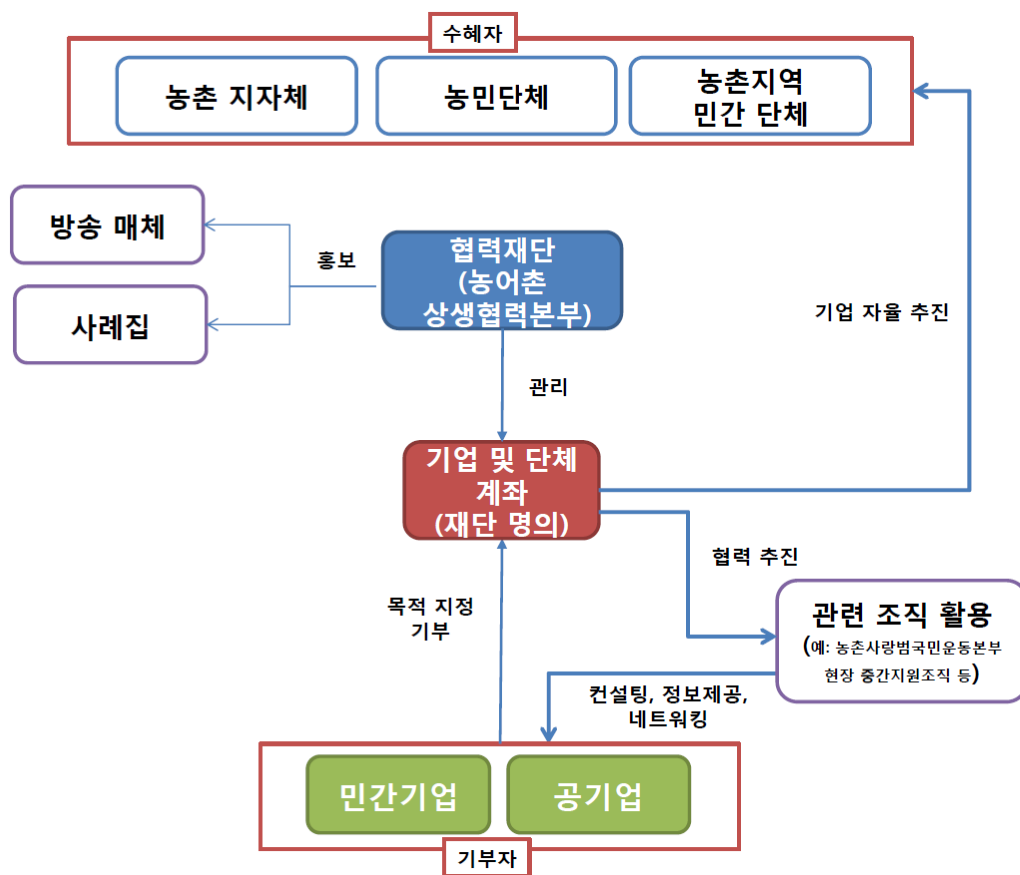 수혜자
농촌 지자체
농민단체
농촌지역
민간 단체
방송 매체
사례집
홍보
협력재단
(농어촌
상생협력본부)
기업 자율 추진
관리
기업 및 단체
계좌
(재단 명의)
협력 추진
목적 지정
기부
관련 조직 활용
(예: 농촌사랑범국민운동본부
현장 중간지원조직 등)
컨설팅, 정보제공,
네트워킹
민간기업
공기업
기부자